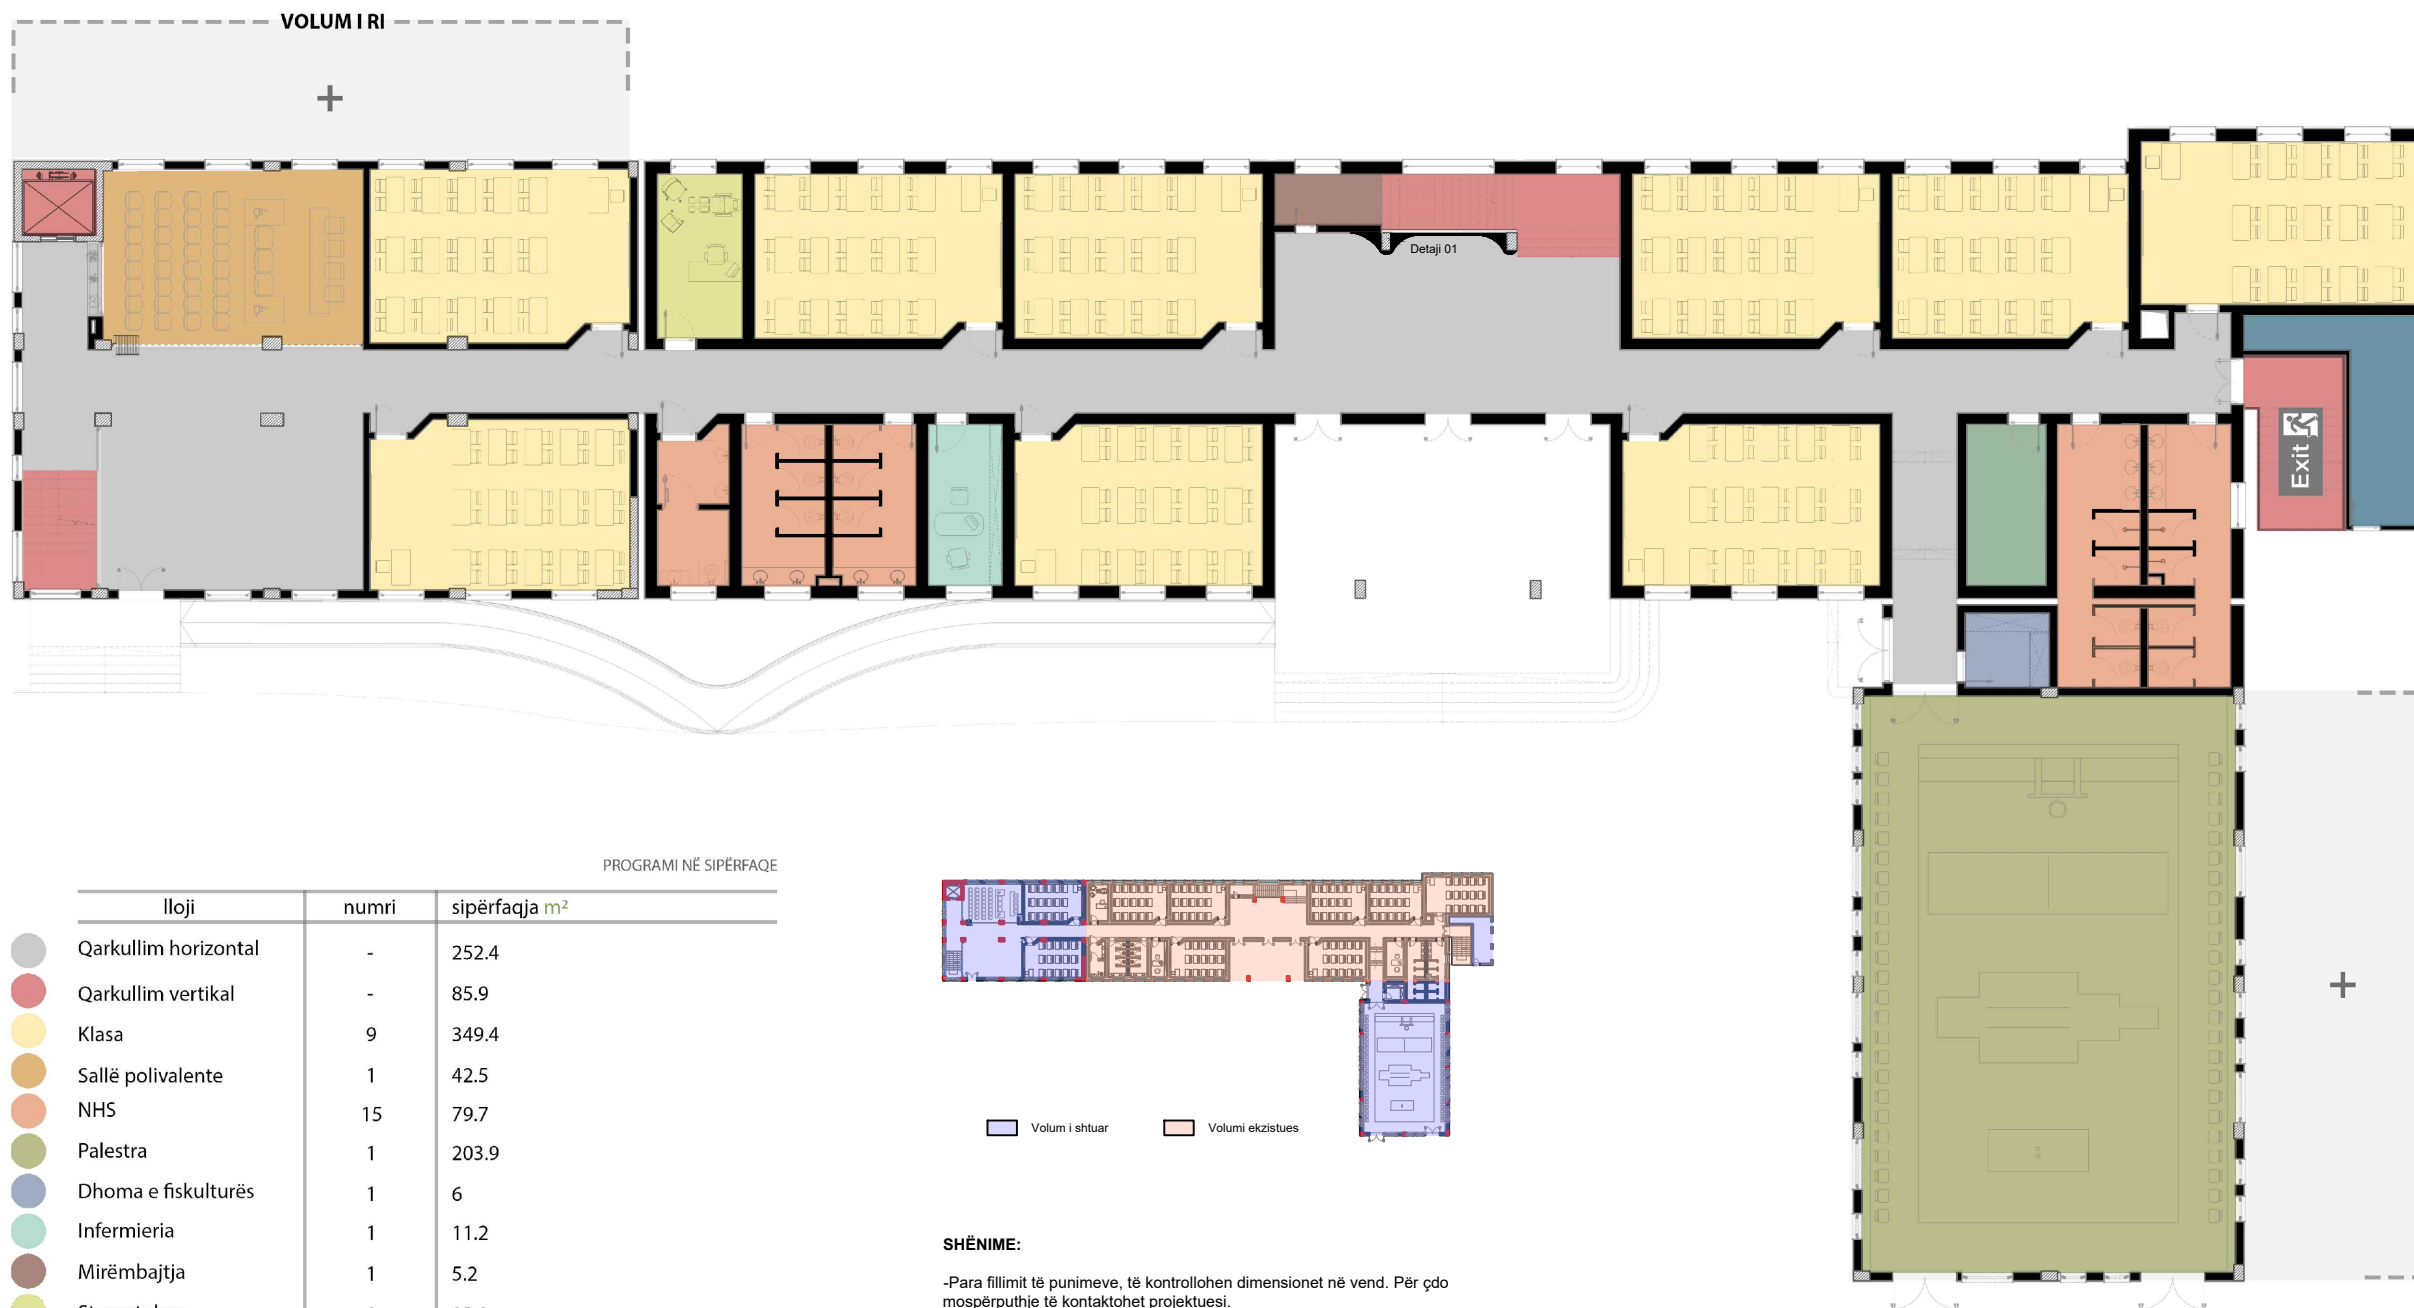 VOLUM I RI
Detaji 01
Exit
PROGRAMI NË SIPËRFAQE
lloji numri sipërfaqja m²
Qarkullim horizontal - 252.4
Qarkullim vertikal - 85.9
Klasa 9 349.4
Sallë polivalente 1 42.5
NHS 15 79.7
Palestra 1 203.9
Dhoma e fiskulturës 1 6
Infermieria 1 11.2
Mirëmbajtja 1 5.2
Volum i shtuar
Volumi ekzistues
SHËNIME:
-Para fillimit të punimeve, të kontrollohen dimensionet në vend. Për çdo
mospërputhje të kontaktohet projektuesi.